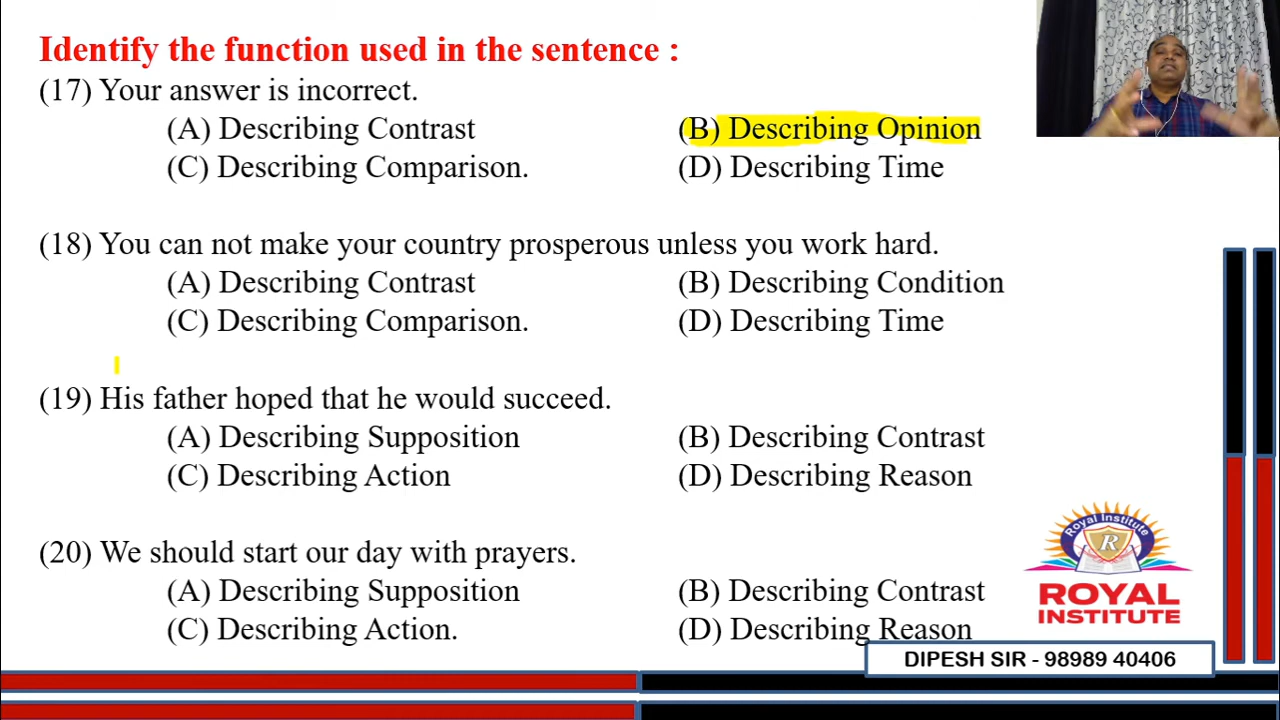 Identify the function used in the sentence :
(17) Your answer is incorrect.
(A) Describing Contrast (B) Describing Opinion
(C) Describing Comparison. (D) Describing Time
(18) You can not make your country prosperous unless you work hard.
(A) Describing Contrast (B) Describing Condition
(C) Describing Comparison. (D) Describing Time
(19) His father hoped that he would succeed.
(A) Describing Supposition (B) Describing Contrast
(C) Describing Action (D) Describing Reason
(20) We should start our day with prayers.
(A) Describing Supposition (B) Describing Contrast
(C) Describing Action. (D) Describing Reason
Royal Institute
R
ROYAL
INSTITUTE
DIPESH SIR - 98989 40406